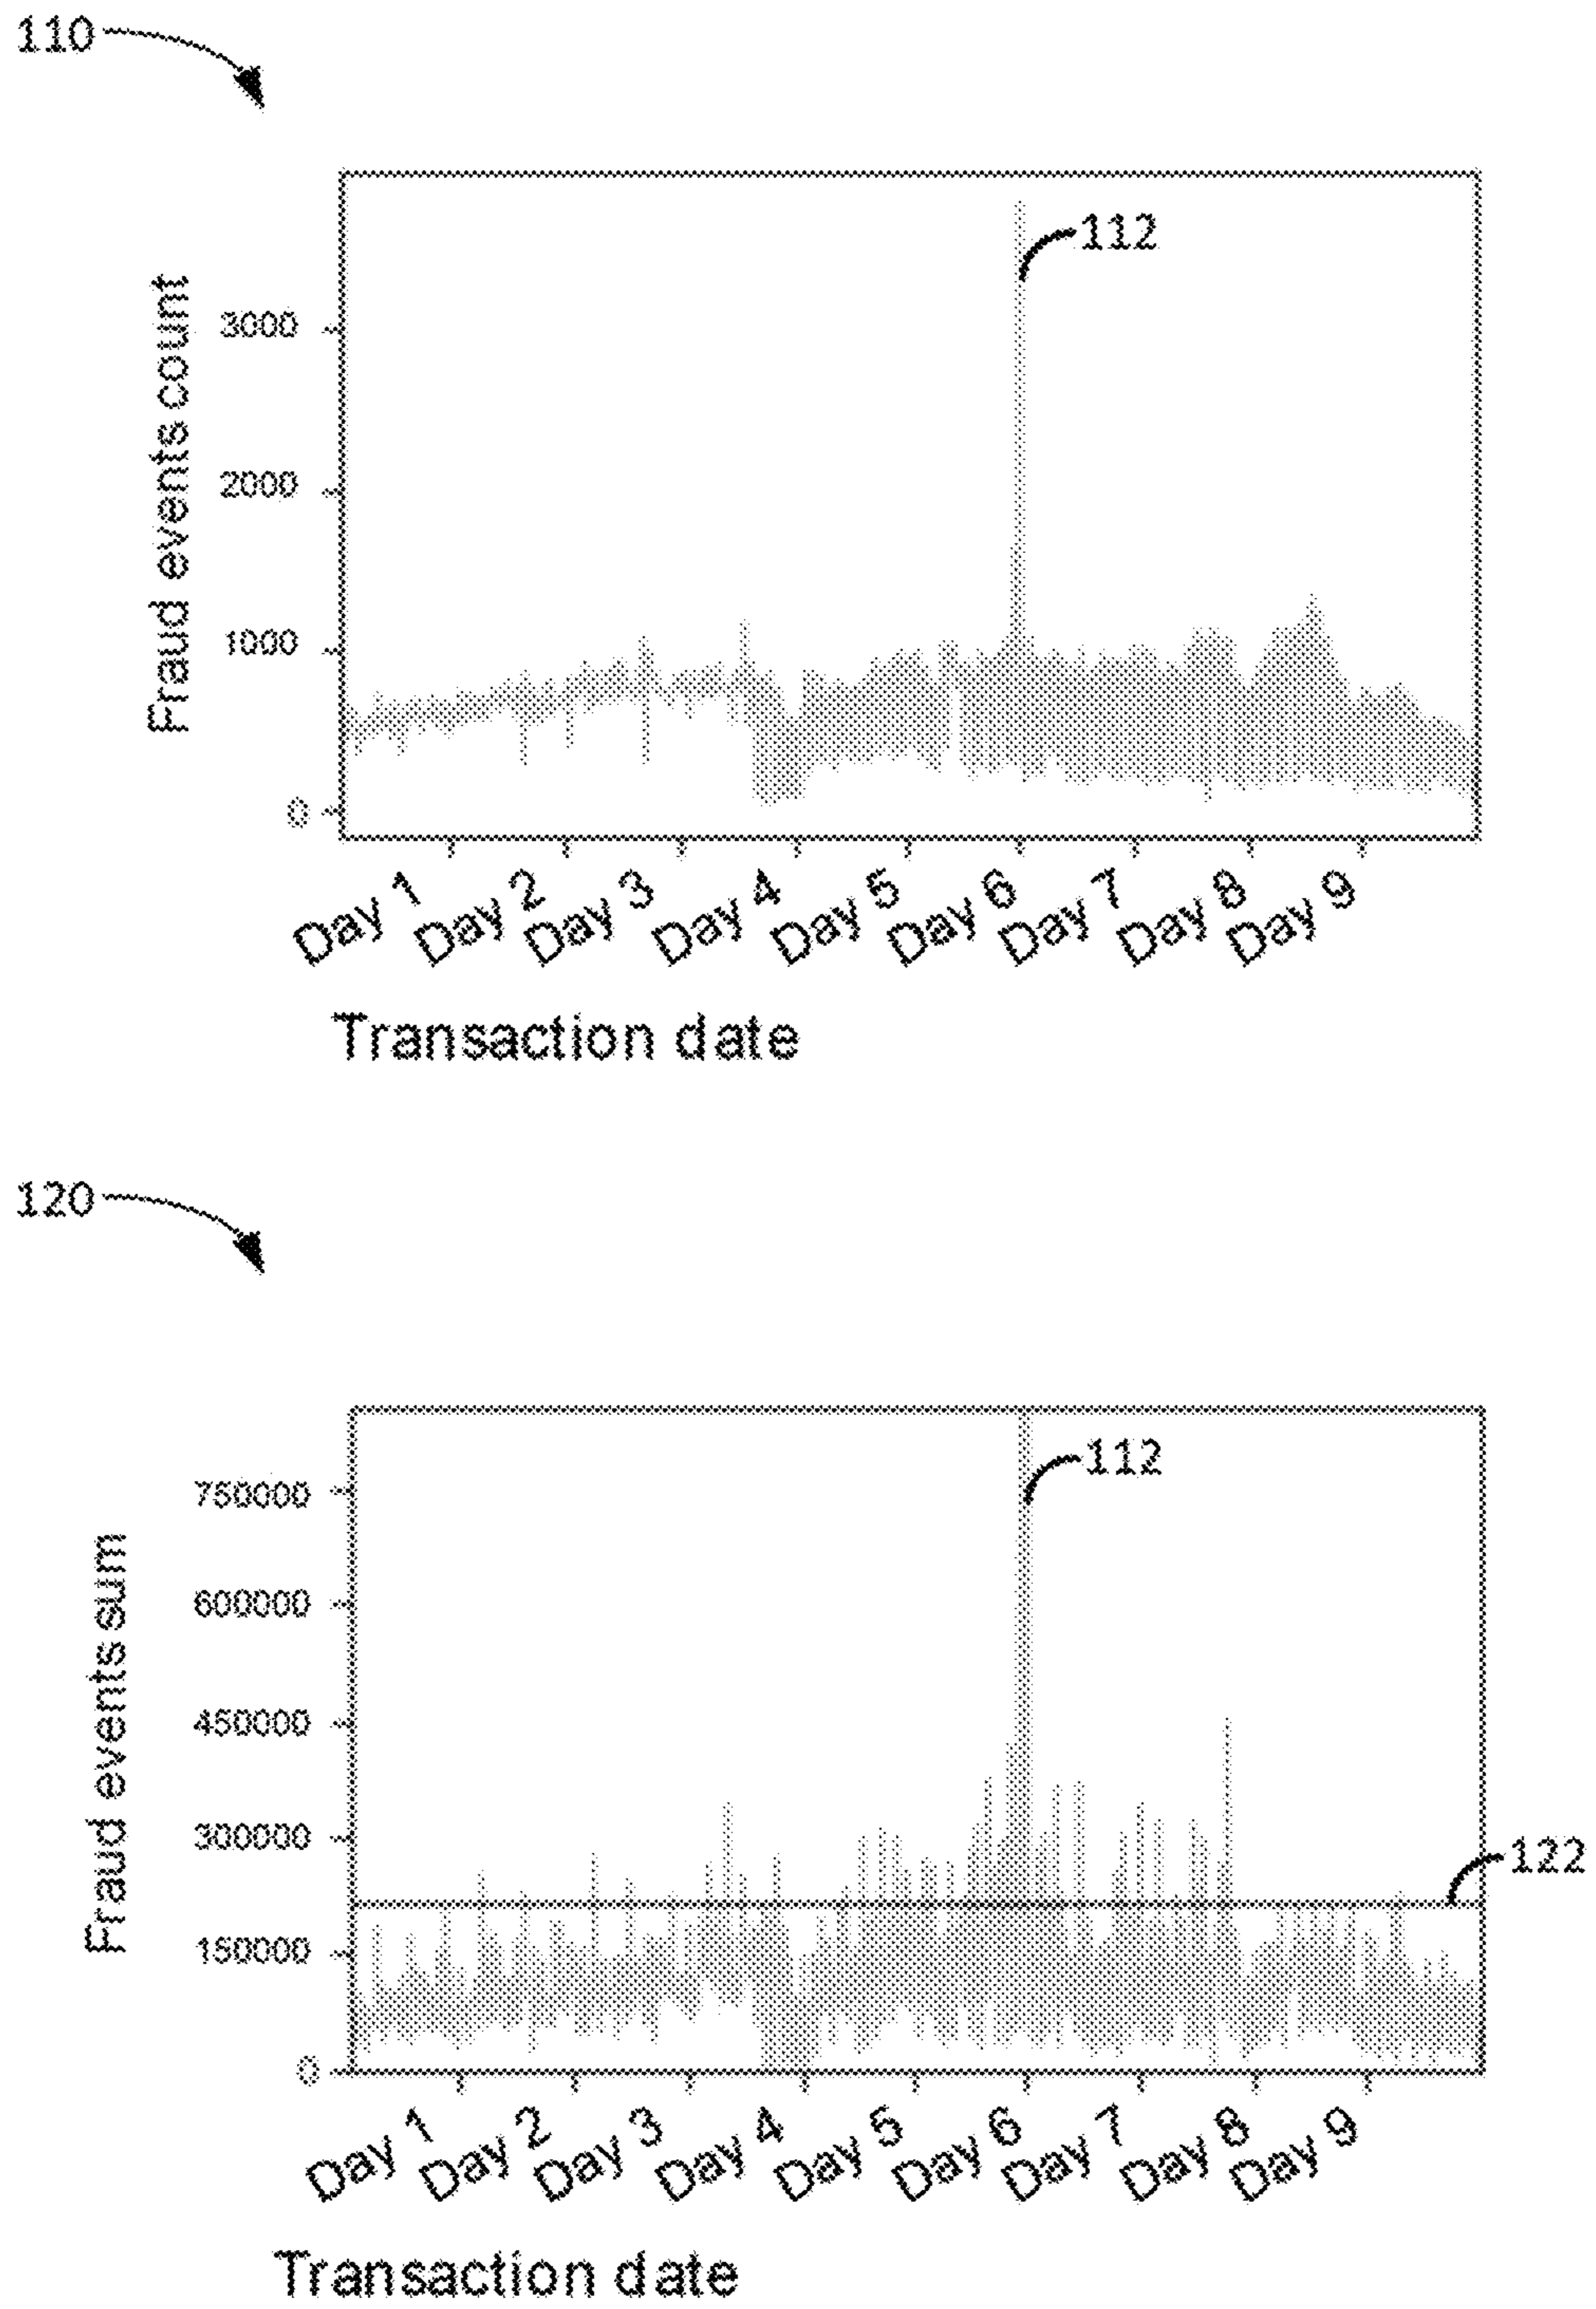 110
112
Fraud events count
3000
2000
1000
0
Day 1
Day 2
Day 3
Day 4
Day 5
Day 6
Day 7
Day 8
Day 9
Transaction date
120
112
Fraud events sum
750000
600000
450000
300000
150000
0
122
Day 1
Day 2
Day 3
Day 4
Day 5
Day 6
Day 7
Day 8
Day 9
Transaction date